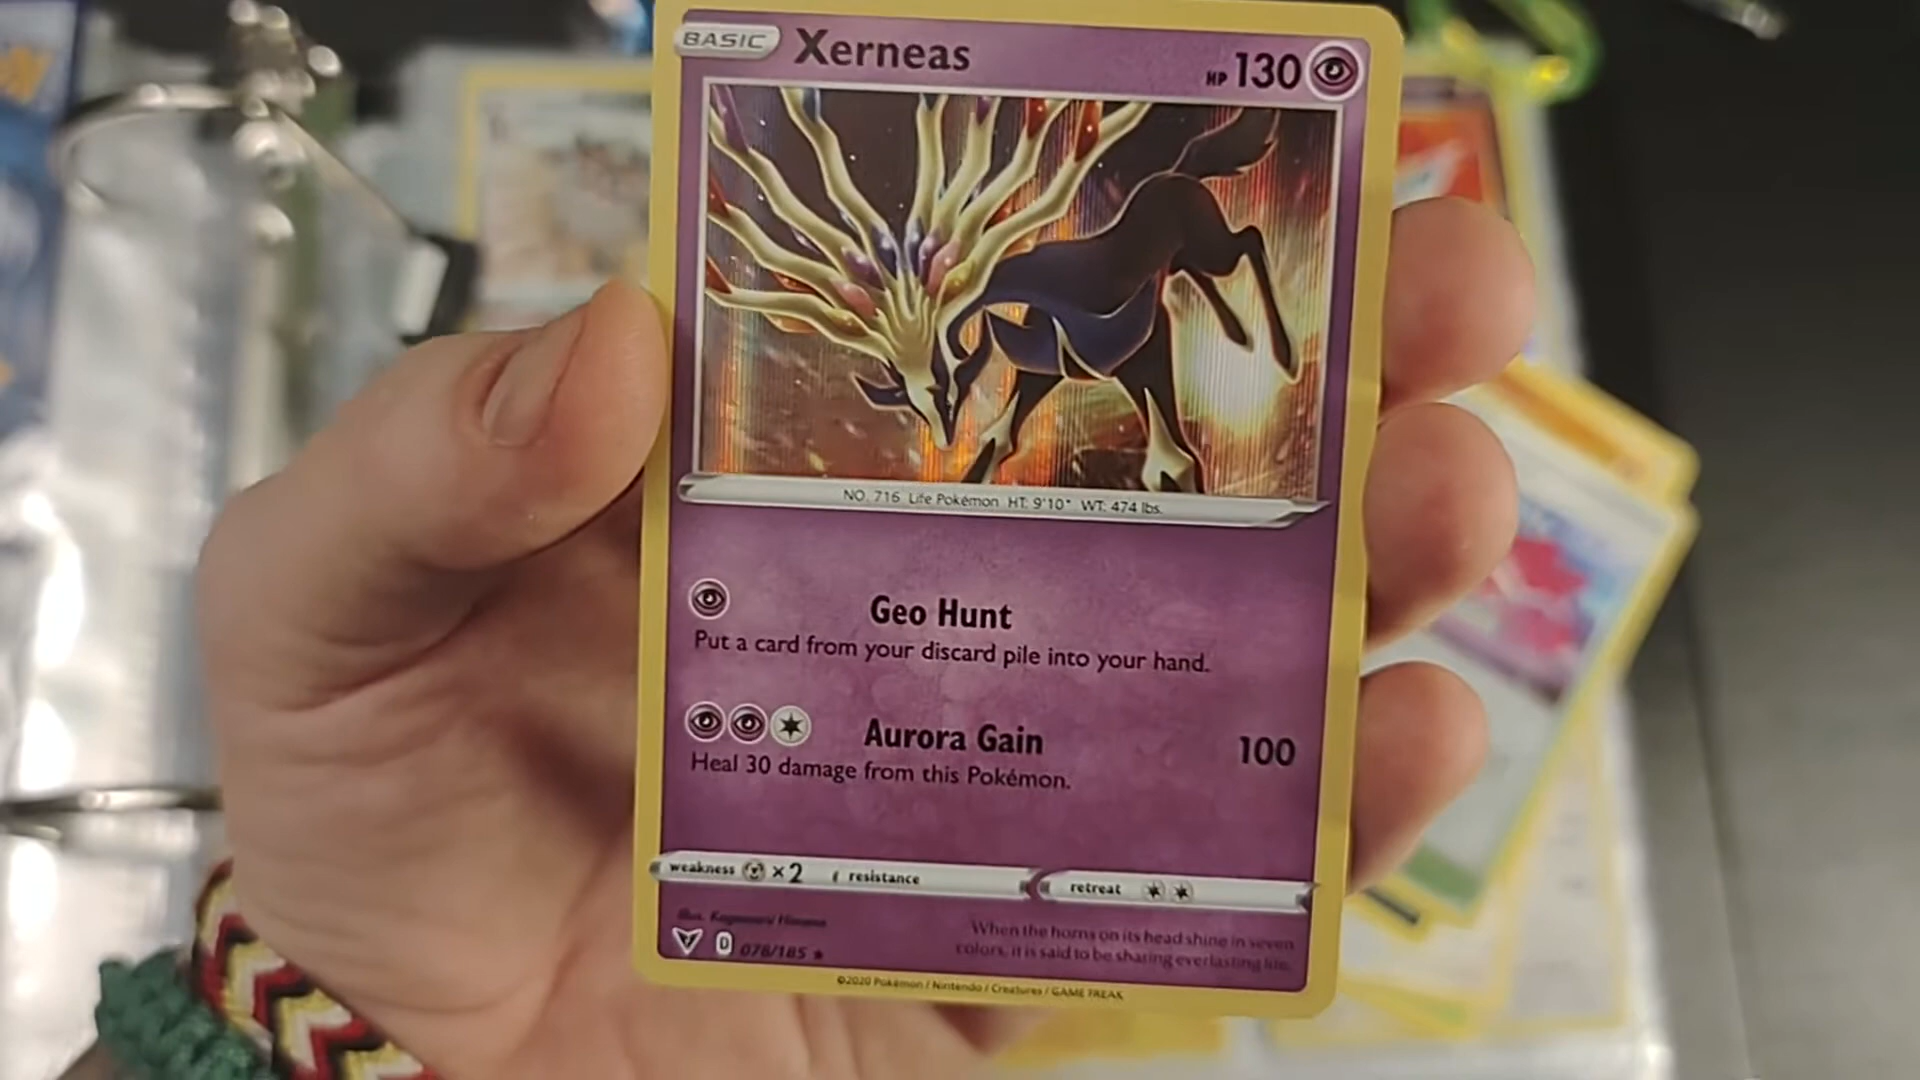 BASIC Xerneas HP 130
NO. 716 Life Pokémon HT: 9'10" WT: 474 lbs.
Geo Hunt
Put a card from your discard pile into your hand.
Aurora Gain 100
Heal 30 damage from this Pokémon.
weakness ×2 resistance retreat
illus.
When the horns on its head shine in seven
colors, it is said to be sharing everlasting life.
D 078/185
©2020 Pokémon / Nintendo / Creatures / GAME FREAK